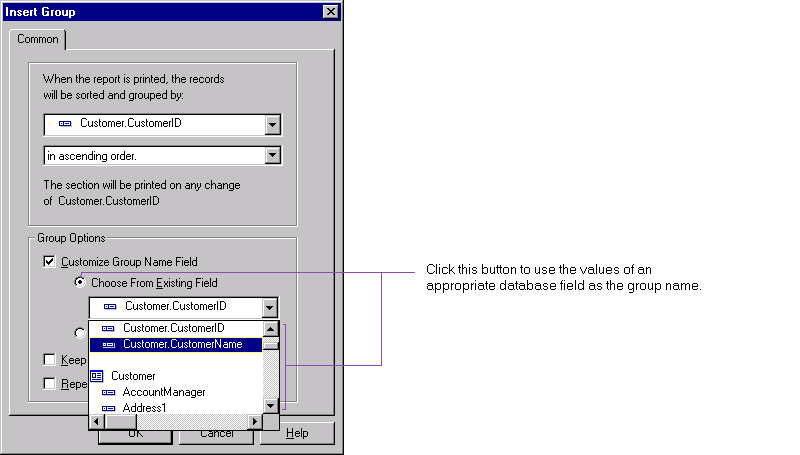 Insert Group
Common
When the report is printed, the records
will be sorted and grouped by:
Customer.CustomerID
in ascending order.
The section will be printed on any change
of Customer.CustomerID
Group Options
Customize Group Name Field
Choose From Existing Field
Customer.CustomerID
Customer.CustomerID
Customer.CustomerName
Keep
Customer
Repe
AccountManager
Address1
OK
Cancel
Help
Click this button to use the values of an
appropriate database field as the group name.